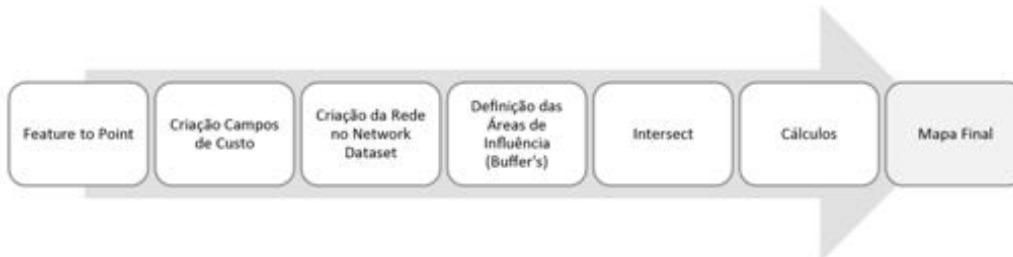 Feature to Point
Criação Campos
de Custo
Criação da Rede
no Network
Dataset
Definição das
Áreas de
Influência
(Buffer's)
Intersect
Cálculos
Mapa Final